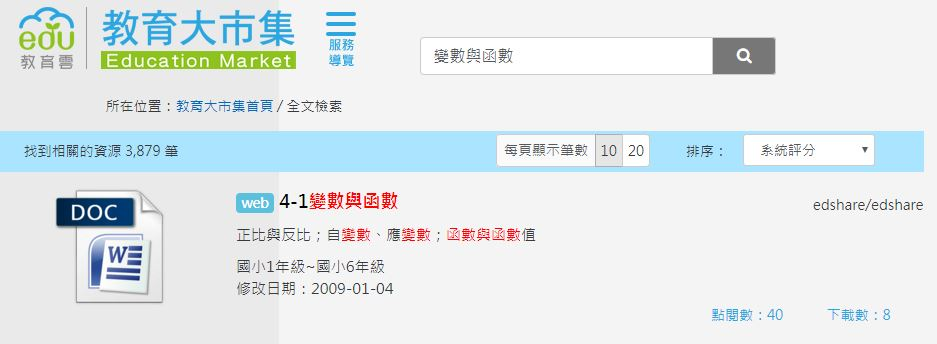 edu
教育雲
教育大市集
Education Market
服務
導覽
變數與函數
所在位置：教育大市集首頁 / 全文檢索
找到相關的資源 3,879 筆
每頁顯示筆數 10 20
排序：
系統評分
DOC
W
web 4-1變數與函數
edshare/edshare
正比與反比；自變數、應變數；函數與函數值
國小1年級~國小6年級
修改日期：2009-01-04
點閱數：40 下載數：8